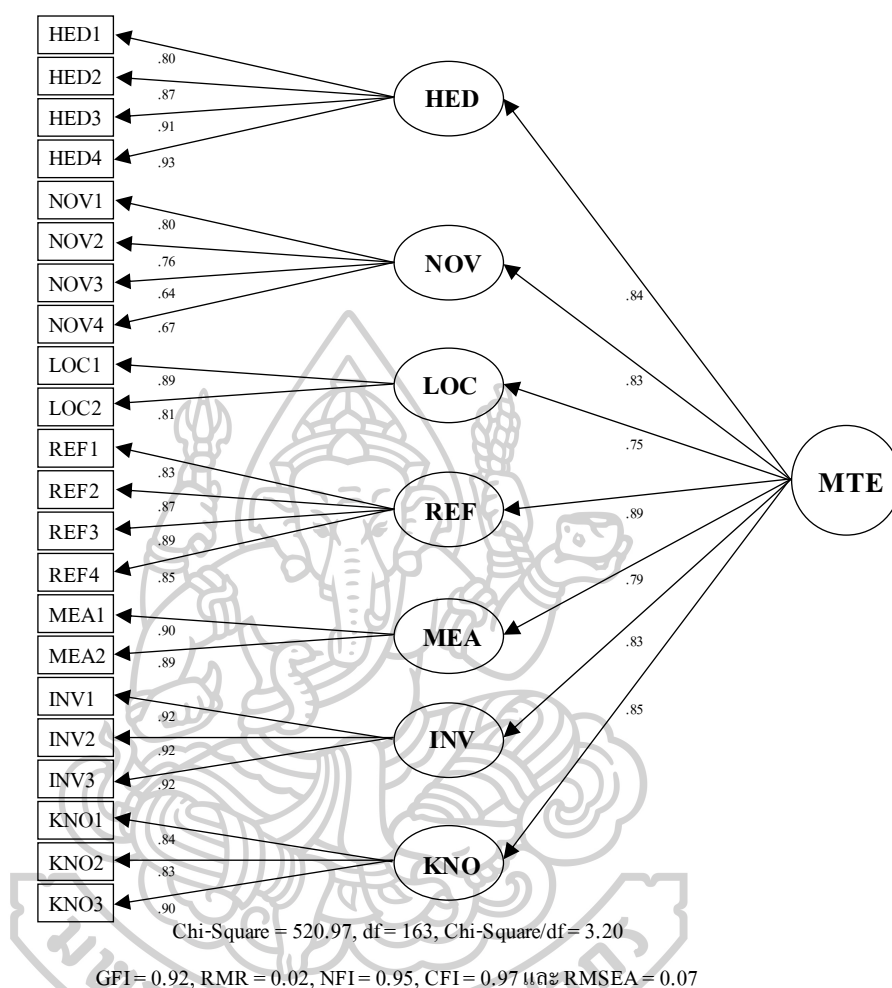 HED1
.80
HED2
.87
HED
HED3
.91
HED4
.93
NOV1
.80
NOV2
.76
NOV
NOV3
.64
.84
NOV4
.67
LOC1
.89
LOC
.83
LOC2
.81
REF1
.75
.83
MTE
REF2
.87
REF
.89
REF3
.89
REF4
.85
.79
MEA1
.90
MEA
.83
MEA2
.89
INV1
.85
.92
INV2
.92
INV
INV3
.92
KNO1
.84
KNO2
.83
KNO
KNO3
.90
Chi-Square = 520.97, df = 163, Chi-Square/df = 3.20
GFI = 0.92, RMR = 0.02, NFI = 0.95, CFI = 0.97 และ RMSEA = 0.07